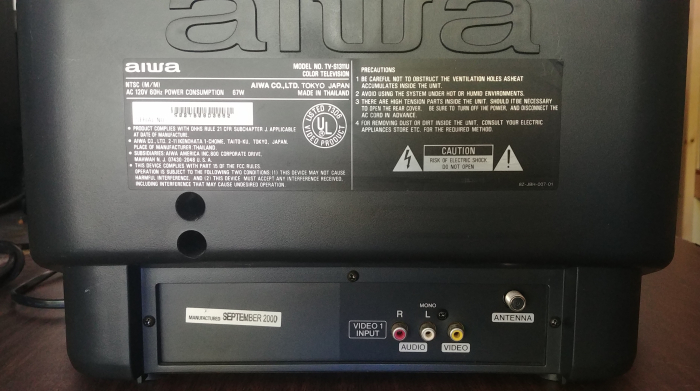 aiwa
aiwa
MODEL NO. TV-S1311U
COLOR TELEVISION
NTSC (M/M)
AC 120V 60Hz POWER CONSUMPTION 67W
AIWA CO.,LTD. TOKYO JAPAN
MADE IN THAILAND
LISTED 75D6
UL
VIDEO PRODUCT
• PRODUCT COMPLIES WITH DHHS RULE 21 CFR SUBCHAPTER J, APPLICABLE
AT DATE OF MANUFACTURE.
• AIWA CO., LTD. 2-11 IKENOHATA 1-CHOME, TAITO-KU, TOKYO, JAPAN.
PLACE OF MANUFACTURER THAILAND.
• SUBSIDIARIES: AIWA AMERICA INC.800 CORPORATE DRIVE,
MAHWAH N. J. 07430-2048 U. S. A.
• THIS DEVICE COMPLIES WITH PART 15 OF THE FCC RULES.
OPERATION IS SUBJECT TO THE FOLLOWING TWO CONDITIONS (1) THIS DEVICE MAY NOT CAUSE
HARMFUL INTERFERENCE, AND (2) THIS DEVICE MUST ACCEPT ANY INTERFERENCE RECEIVED,
INCLUDING INTERFERENCE THAT MAY CAUSE UNDESIRED OPERATION.
PRECAUTIONS
1 BE CAREFUL NOT TO OBSTRUCT THE VENTILATION HOLES ASHEAT
ACCUMULATES IN INSIDE THE UNIT.
2 AVOID USING THE SYSTEM UNDER HOT OR HUMID ENVIRONMENTS.
3 THERE ARE HIGH TENSION PARTS INSIDE THE UNIT. SHOULD IT BE NECESSARY
TO OPEN THE REAR COVER, BE SURE TO TURN OFF THE POWER, AND DISCONNECT THE
AC CORD IN ADVANCE.
4 FOR REMOVING DUST OR DIRT INSIDE THE UNIT, CONSULT YOUR ELECTRIC
APPLIANCES STORE ETC. FOR THE REQUIRED METHOD.
CAUTION
RISK OF ELECTRIC SHOCK
DO NOT OPEN
MANUFACTURED SEPTEMBER 2000
VIDEO 1
INPUT
MONO
R L
AUDIO VIDEO
ANTENNA